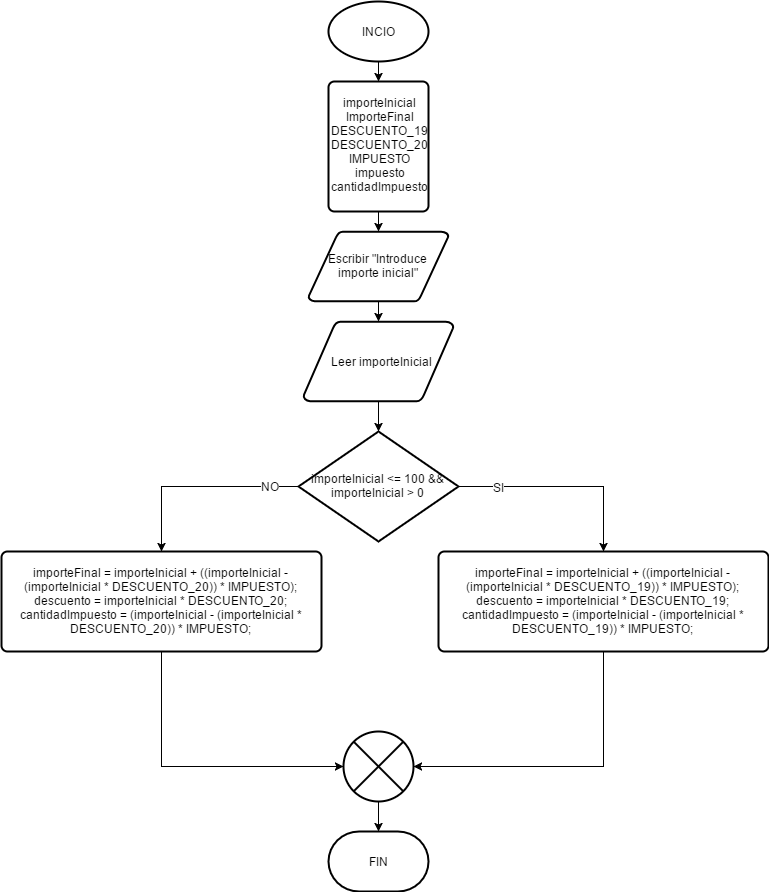 INCIO
importeInicial
ImporteFinal
DESCUENTO_19
DESCUENTO_20
IMPUESTO
impuesto
cantidadImpuesto
Escribir "Introduce
importe inicial"
Leer importeInicial
importeInicial <= 100 &&
importeInicial > 0
NO
SI
importeFinal = importeInicial + ((importeInicial -
(importeInicial * DESCUENTO_20)) * IMPUESTO);
descuento = importeInicial * DESCUENTO_20;
cantidadImpuesto = (importeInicial - (importeInicial *
DESCUENTO_20)) * IMPUESTO;
importeFinal = importeInicial + ((importeInicial -
(importeInicial * DESCUENTO_19)) * IMPUESTO);
descuento = importeInicial * DESCUENTO_19;
cantidadImpuesto = (importeInicial - (importeInicial *
DESCUENTO_19)) * IMPUESTO;
FIN